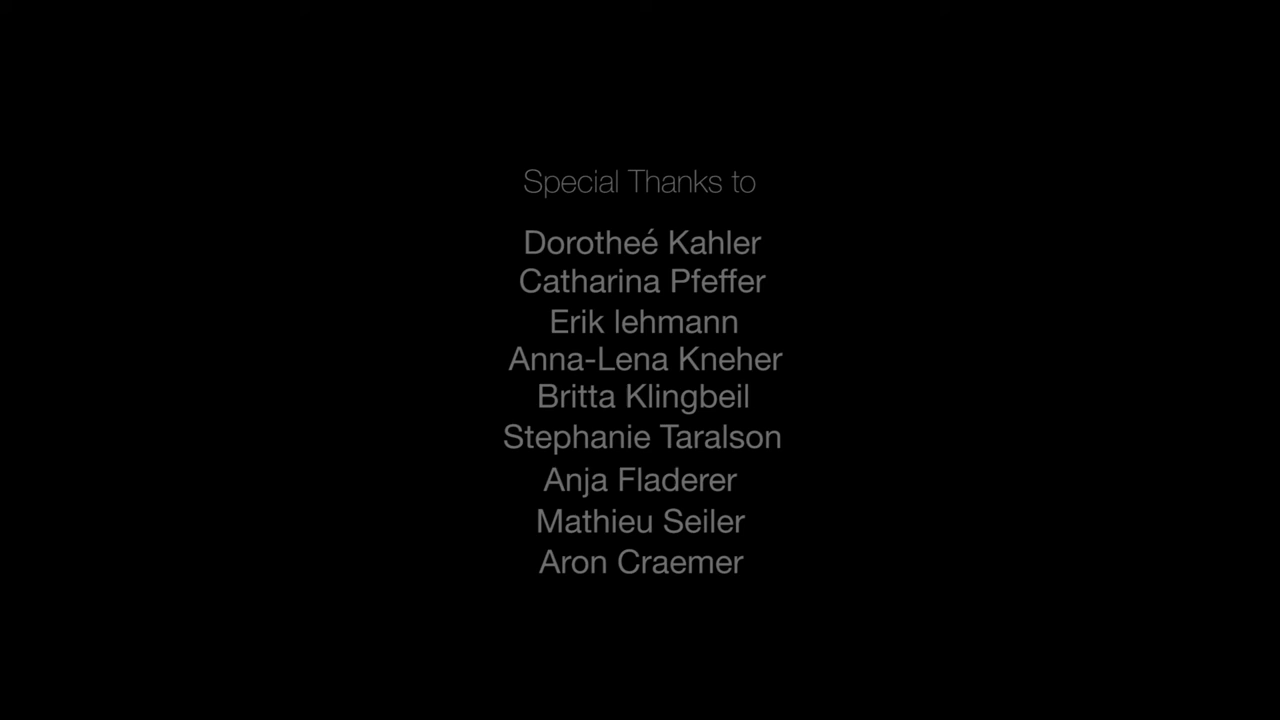 Special Thanks to
Dorotheé Kahler
Catharina Pfeffer
Erik lehmann
Anna-Lena Kneher
Britta Klingbeil
Stephanie Taralson
Anja Fladerer
Mathieu Seiler
Aron Craemer